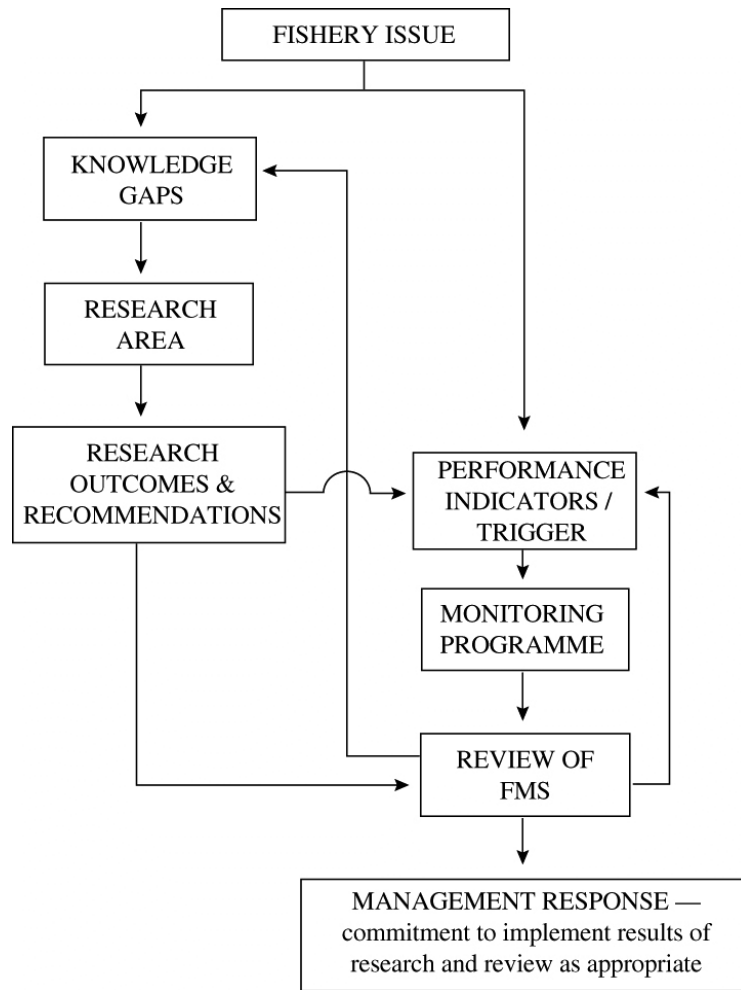 FISHERY ISSUE
KNOWLEDGE
GAPS
RESEARCH
AREA
RESEARCH
OUTCOMES &
RECOMMENDATIONS
PERFORMANCE
INDICATORS /
TRIGGER
MONITORING
PROGRAMME
REVIEW OF
FMS
MANAGEMENT RESPONSE —
commitment to implement results of
research and review as appropriate